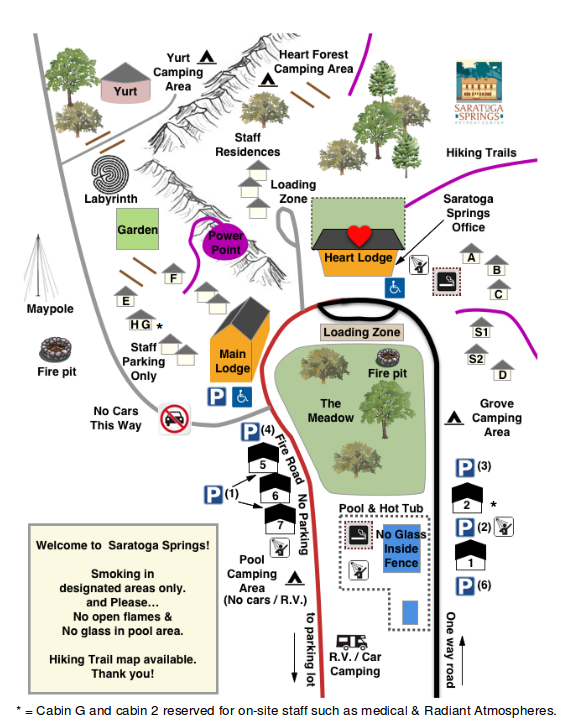 Yurt
Camping
Area
Heart Forest
Camping Area
Yurt
SARATOGA
SPRINGS
RETREAT CENTER
Staff
Residences
Hiking Trails
Labyrinth
Loading
Zone
Saratoga
Springs
Office
Garden
Power
Point
Heart Lodge
A
B
C
F
E
H G *
Maypole
Loading Zone
S1
S2
D
Staff
Parking
Only
Main
Lodge
Fire pit
Fire pit
The
Meadow
P
No Cars
This Way
Grove
Camping
Area
P (4)
Fire Road
5
P (1)
6
7
No Parking
P (3)
2 *
P (2)
1
P (6)
Pool & Hot Tub
No Glass
Inside
Fence
Pool
Camping
Area
(No cars / R.V.)
to parking lot
R.V. / Car
Camping
One way road
Welcome to Saratoga Springs!
Smoking in
designated areas only.
and Please...
No open flames &
No glass in pool area.
Hiking Trail map available.
Thank you!
* = Cabin G and cabin 2 reserved for on-site staff such as medical & Radiant Atmospheres.